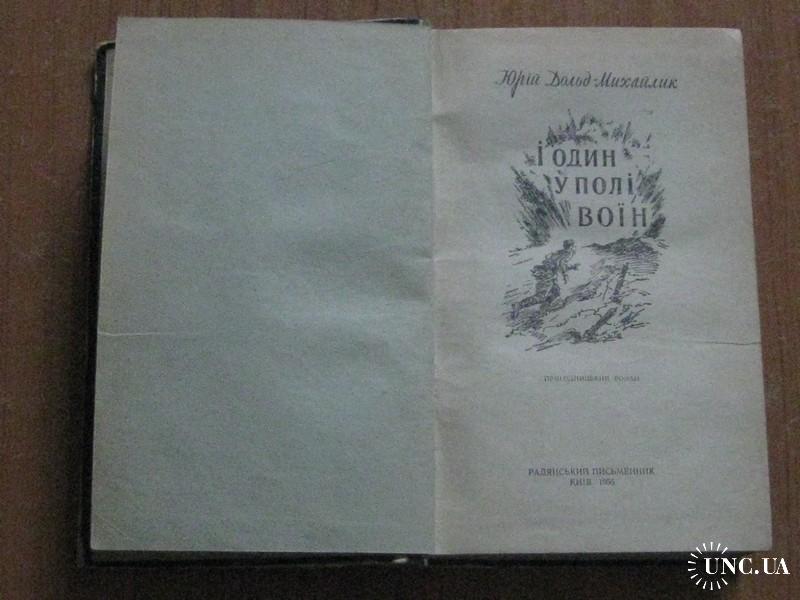 Юрій Дольд-Михайлик
І ОДИН
У ПОЛІ
ВОЇН
ПРИГОДНИЦЬКИЙ РОМАН
РАДЯНСЬКИЙ ПИСЬМЕННИК
КИЇВ 1956
UNC.UA